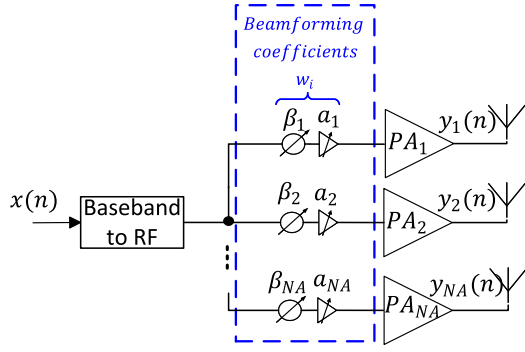 Beamforming
coefficients
w_i
β_1 a_1
PA_1
y_1(n)
x(n)
Baseband
to RF
β_2 a_2
PA_2
y_2(n)
β_NA a_NA
PA_NA
y_NA(n)